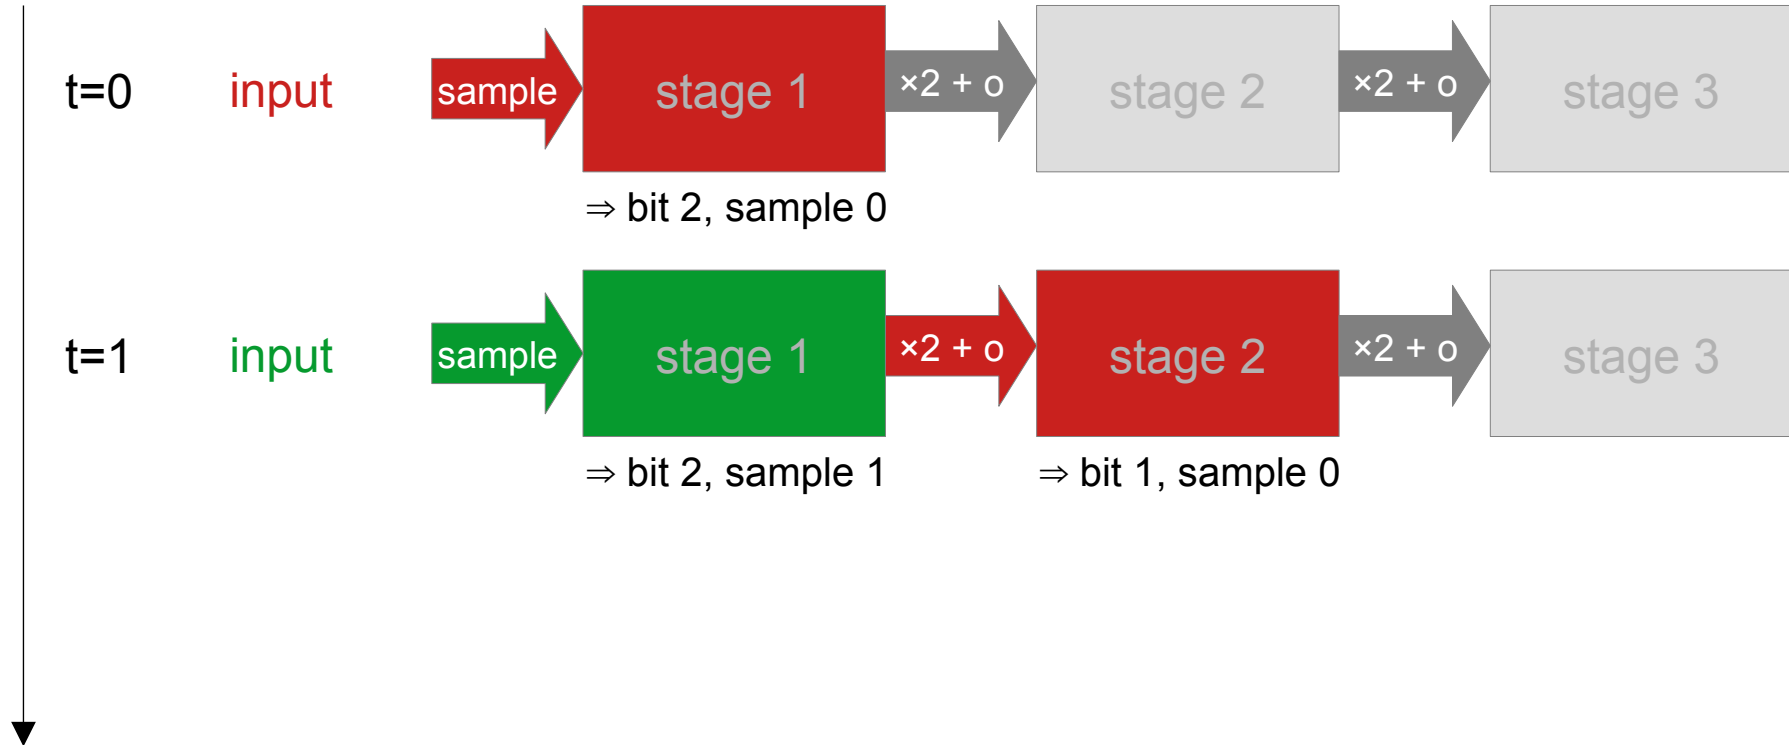 t=0 input sample stage 1 ×2 + o stage 2 ×2 + o stage 3
⇒ bit 2, sample 0
t=1 input sample stage 1 ×2 + o stage 2 ×2 + o stage 3
⇒ bit 2, sample 1 ⇒ bit 1, sample 0